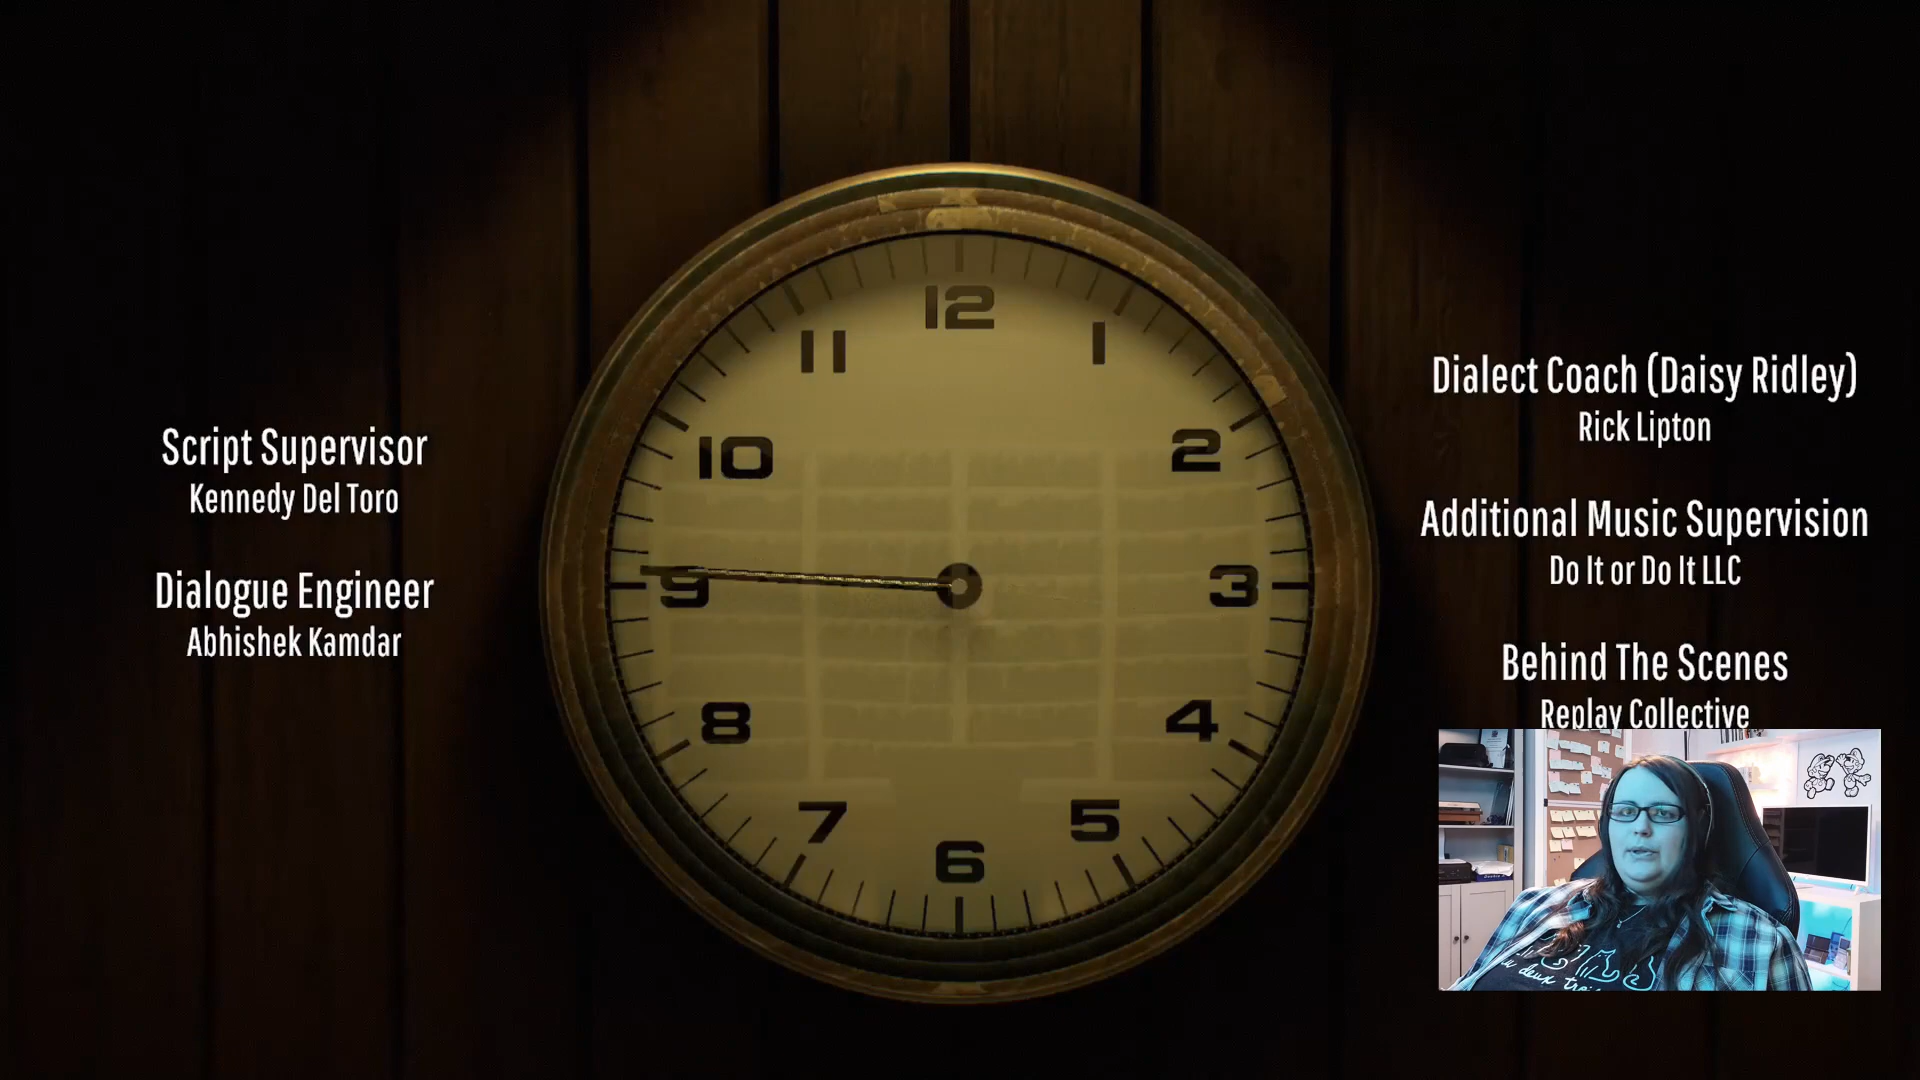 Script Supervisor
Kennedy Del Toro
Dialogue Engineer
Abhishek Kamdar
12
11
1
10
2
9
3
8
4
7
5
6
Dialect Coach (Daisy Ridley)
Rick Lipton
Additional Music Supervision
Do It or Do It LLC
Behind The Scenes
Replay Collective
deux trois